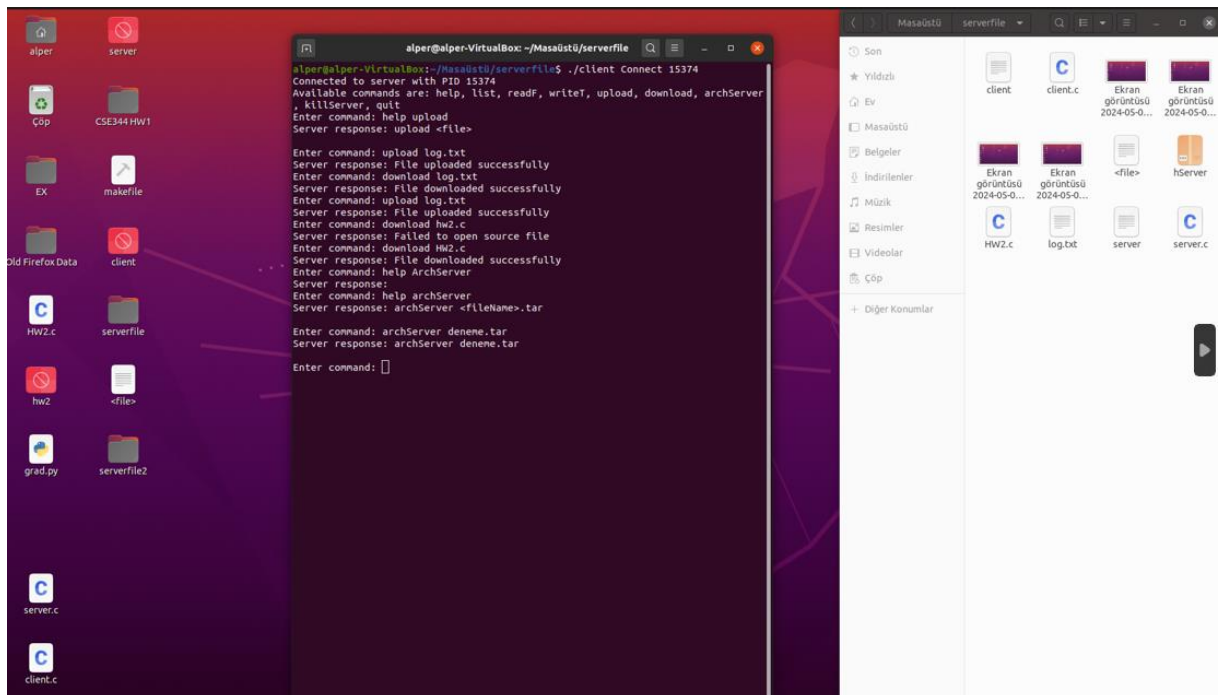 alper
server
Çöp
CSE344 HW1
EX
makefile
Old Firefox Data
client
HW2.c
serverfile
hw2
<file>
grad.py
serverfile2
server.c
client.c
alper@alper-VirtualBox: ~/Masaüstü/serverfile
alper@alper-VirtualBox:~/Masaüstü/serverfile$ ./client Connect 15374
Connected to server with PID 15374
Available commands are: help, list, readF, writeT, upload, download, archServer
, killServer, quit
Enter command: help upload
Server response: upload <file>
Enter command: upload log.txt
Server response: File uploaded successfully
Enter command: download log.txt
Server response: File downloaded successfully
Enter command: upload log.txt
Server response: File uploaded successfully
Enter command: download hw2.c
Server response: Failed to open source file
Enter command: download HW2.c
Server response: File downloaded successfully
Enter command: help ArchServer
Server response:
Enter command: help archServer
Server response: archServer <fileName>.tar
Enter command: archServer deneme.tar
Server response: archServer deneme.tar
Enter command:
Masaüstü
serverfile
Son
Yıldızlı
Ev
Masaüstü
Belgeler
İndirilenler
Müzik
Resimler
Videolar
Çöp
+ Diğer Konumlar
client
client.c
Ekran
görüntüsü
2024-05-0...
Ekran
görüntüsü
2024-05-0...
Ekran
görüntüsü
2024-05-0...
Ekran
görüntüsü
2024-05-0...
<file>
hServer
HW2.c
log.txt
server
server.c